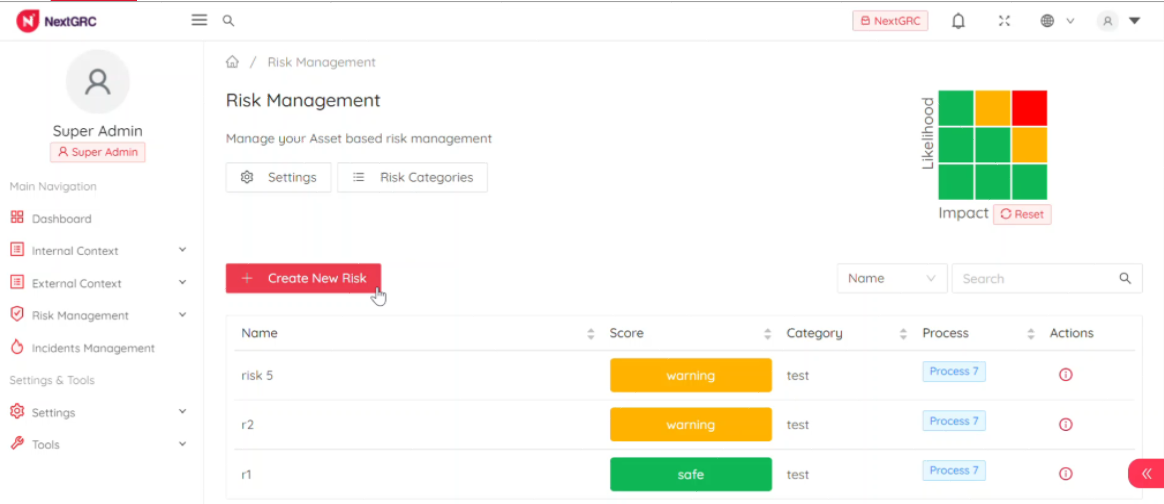 NextGRC
NextGRC
Super Admin
Super Admin
Main Navigation
Dashboard
Internal Context
External Context
Risk Management
Incidents Management
Settings & Tools
Settings
Tools
/ Risk Management
Risk Management
Manage your Asset based risk management
Settings
Risk Categories
Likelihood
Impact
Reset
+ Create New Risk
Name
Search
Name Score Category Process Actions
risk 5 warning test Process 7
r2 warning test Process 7
r1 safe test Process 7